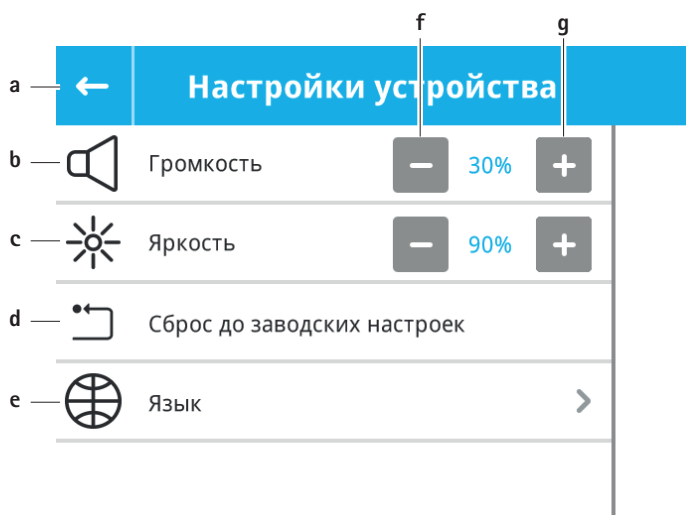 f g
a Настройки устройства
b Громкость 30%
c Яркость 90%
d Сброс до заводских настроек
e Язык